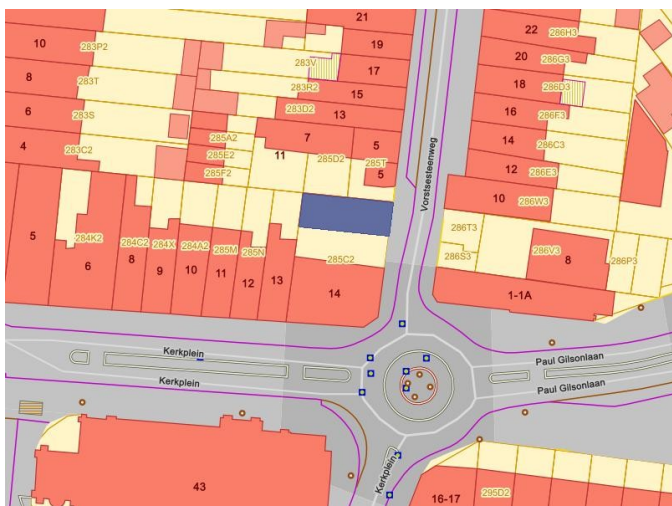 21
22
286H3
10
283P2
19
20
286G3
283V
17
8
283T
18
286D3
283R2
15
6
283S
283D2
13
16
286F3
285A2
7
5
14
286C3
4
283C2
285E2
11
285D2
285T
12
286E3
285F2
5
10
286W3
Vorstsesteenweg
286T3
5
284K2
284C2
284X
284A2
285M
285N
286S3
286V3
8
286P3
6
8
9
10
11
12
13
285C2
14
1-1A
Kerkplein
Paul Gilsonlaan
Kerkplein
Paul Gilsonlaan
Kerkplein
43
16-17
295D2